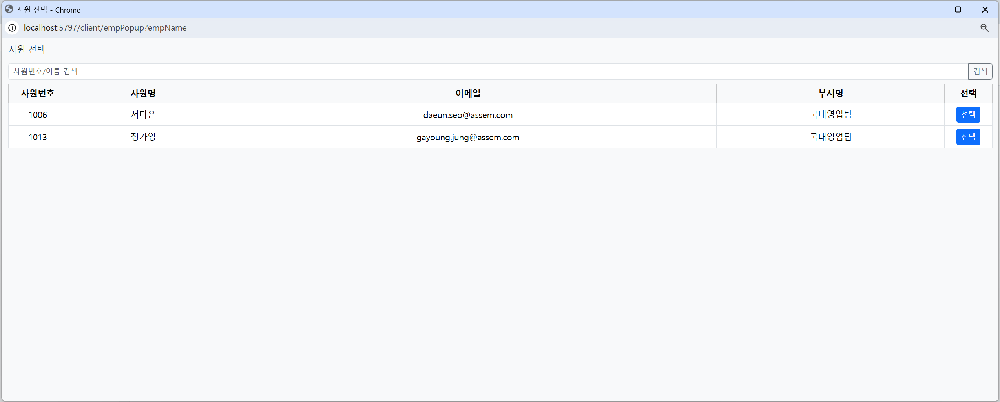 사원 선택 - Chrome
localhost:5797/client/empPopup?empName=
사원 선택
사원번호/이름 검색 검색
사원번호 사원명 이메일 부서명 선택
1006 서다은 daeun.seo@assem.com 국내영업팀 선택
1013 정가영 gayoung.jung@assem.com 국내영업팀 선택